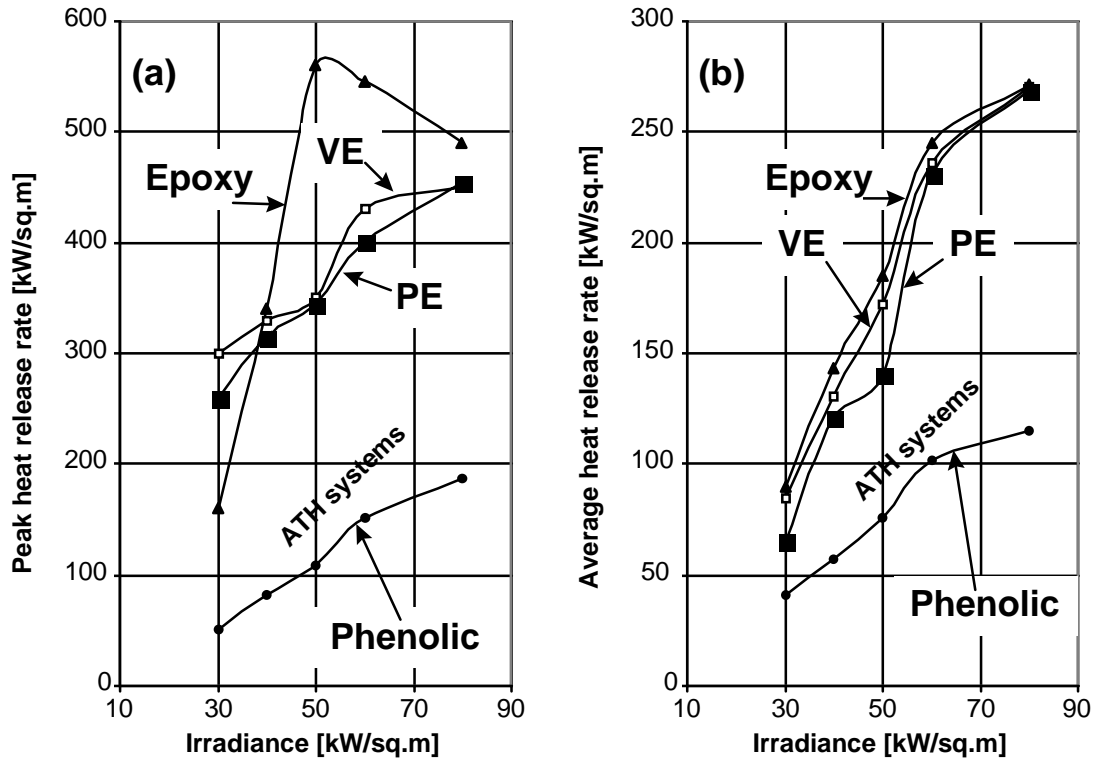 (a)
Peak heat release rate [kW/sq.m]
600
500
400
300
200
100
0
Epoxy
VE
PE
ATH systems
Phenolic
10 30 50 70 90
Irradiance [kW/sq.m]
(b)
Average heat release rate [kW/sq.m]
300
250
200
150
100
50
0
Epoxy
VE
PE
ATH systems
Phenolic
10 30 50 70 90
Irradiance [kW/sq.m]